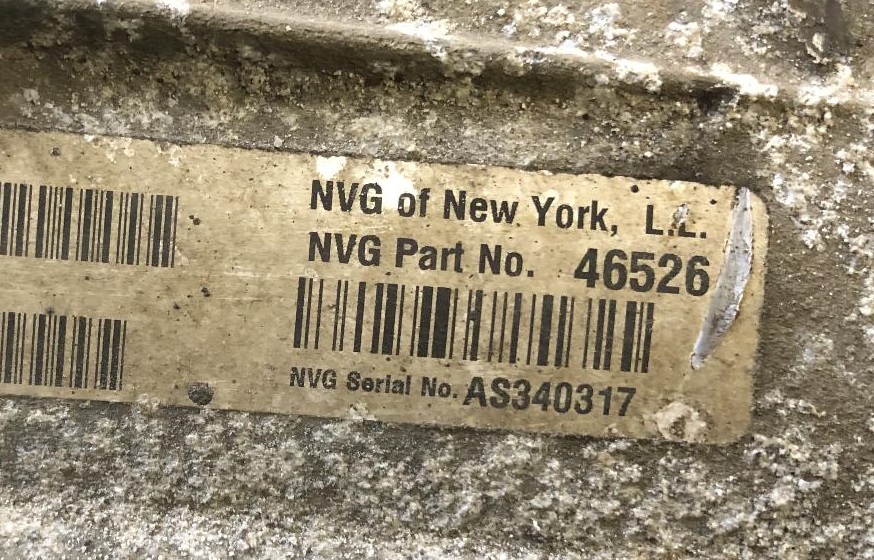 NVG of New York, L.L.
NVG Part No. 46526
NVG Serial No. AS340317